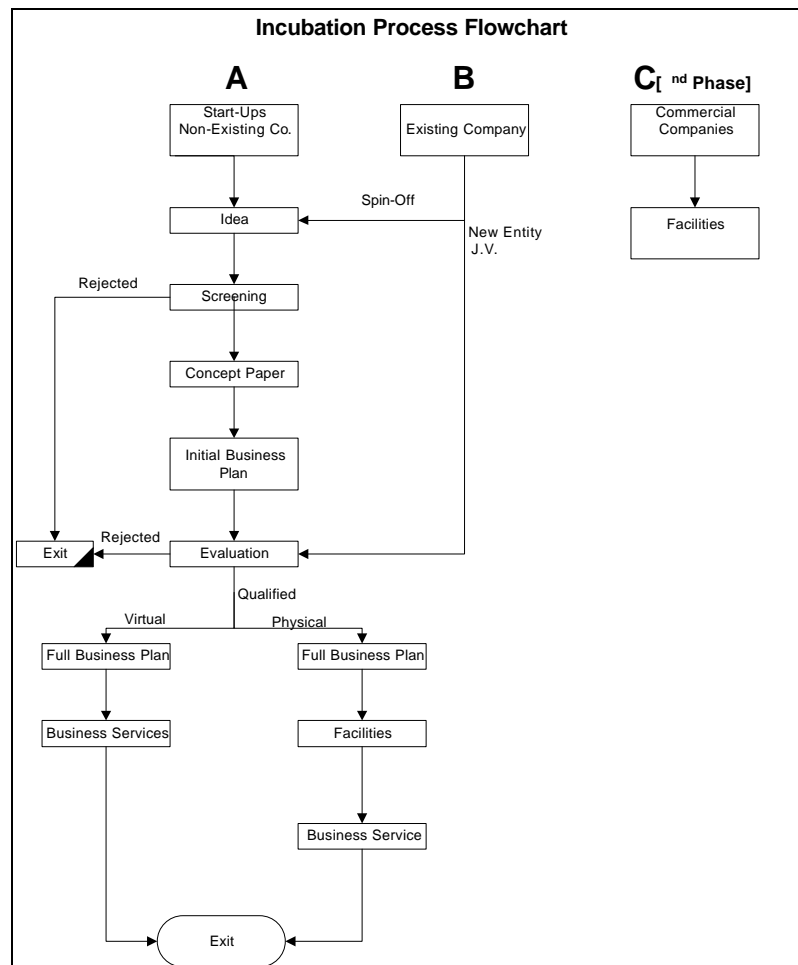 Incubation Process Flowchart
A
B
C[ nd Phase]
Start-Ups
Non-Existing Co.
Existing Company
Commercial
Companies
Spin-Off
Idea
New Entity
J.V.
Facilities
Rejected
Screening
Concept Paper
Initial Business
Plan
Exit
Rejected
Evaluation
Qualified
Virtual
Physical
Full Business Plan
Full Business Plan
Business Services
Facilities
Business Service
Exit